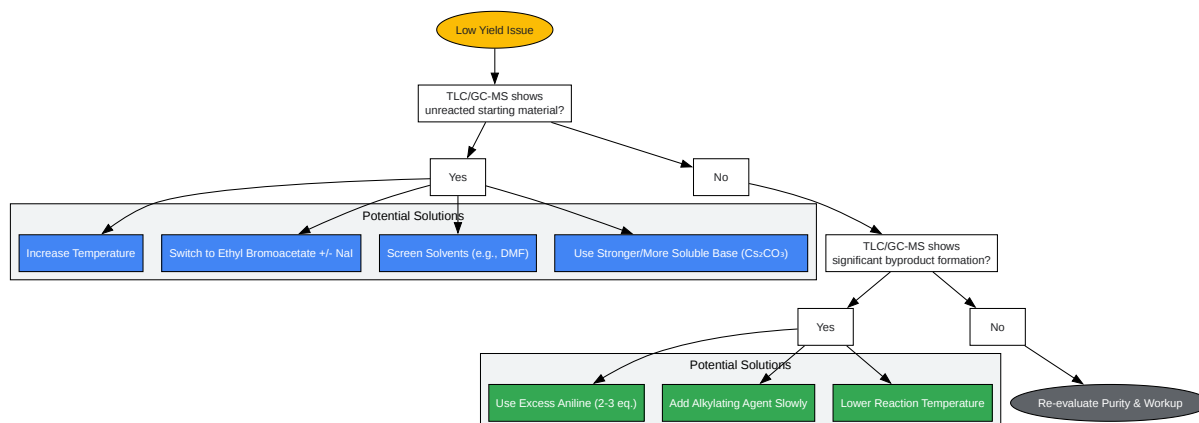 Low Yield Issue
TLC/GC-MS shows
unreacted starting material?
Yes
No
Potential Solutions
Increase Temperature
Switch to Ethyl Bromoacetate +/- NaI
Screen Solvents (e.g., DMF)
Use Stronger/More Soluble Base (Cs₂CO₃)
TLC/GC-MS shows
significant byproduct formation?
Yes
No
Potential Solutions
Use Excess Aniline (2-3 eq.)
Add Alkylating Agent Slowly
Lower Reaction Temperature
Re-evaluate Purity & Workup